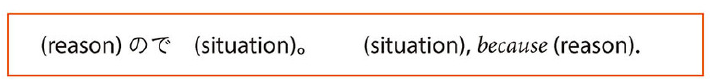 (reason) ので　(situation)。　　(situation), because (reason).